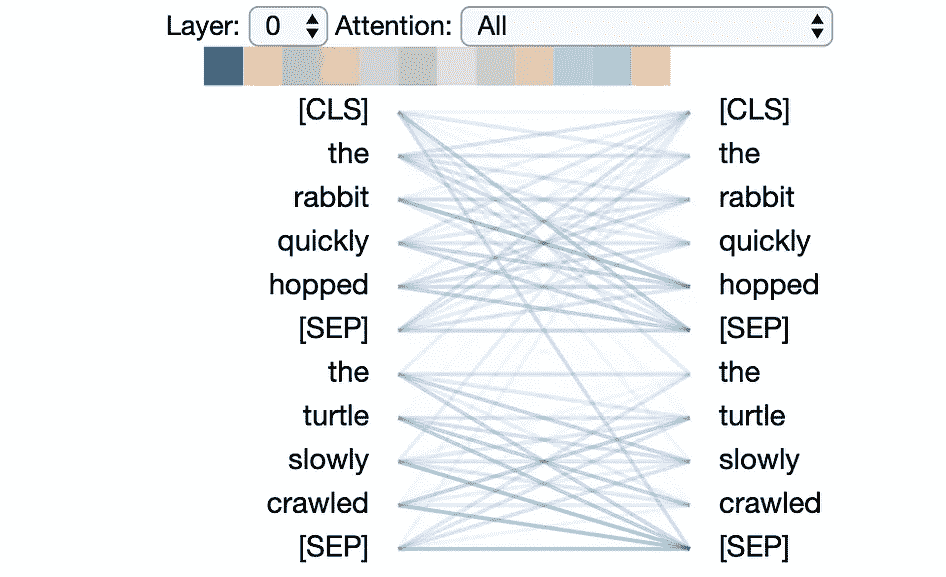 Layer: 0 Attention: All
[CLS] [CLS]
the the
rabbit rabbit
quickly quickly
hopped hopped
[SEP] [SEP]
the the
turtle turtle
slowly slowly
crawled crawled
[SEP] [SEP]